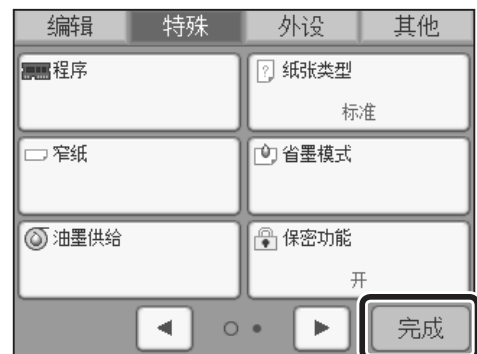 编辑 特殊 外设 其他
程序 纸张类型
标准
窄纸 省墨模式
油墨供给 保密功能
开
完成